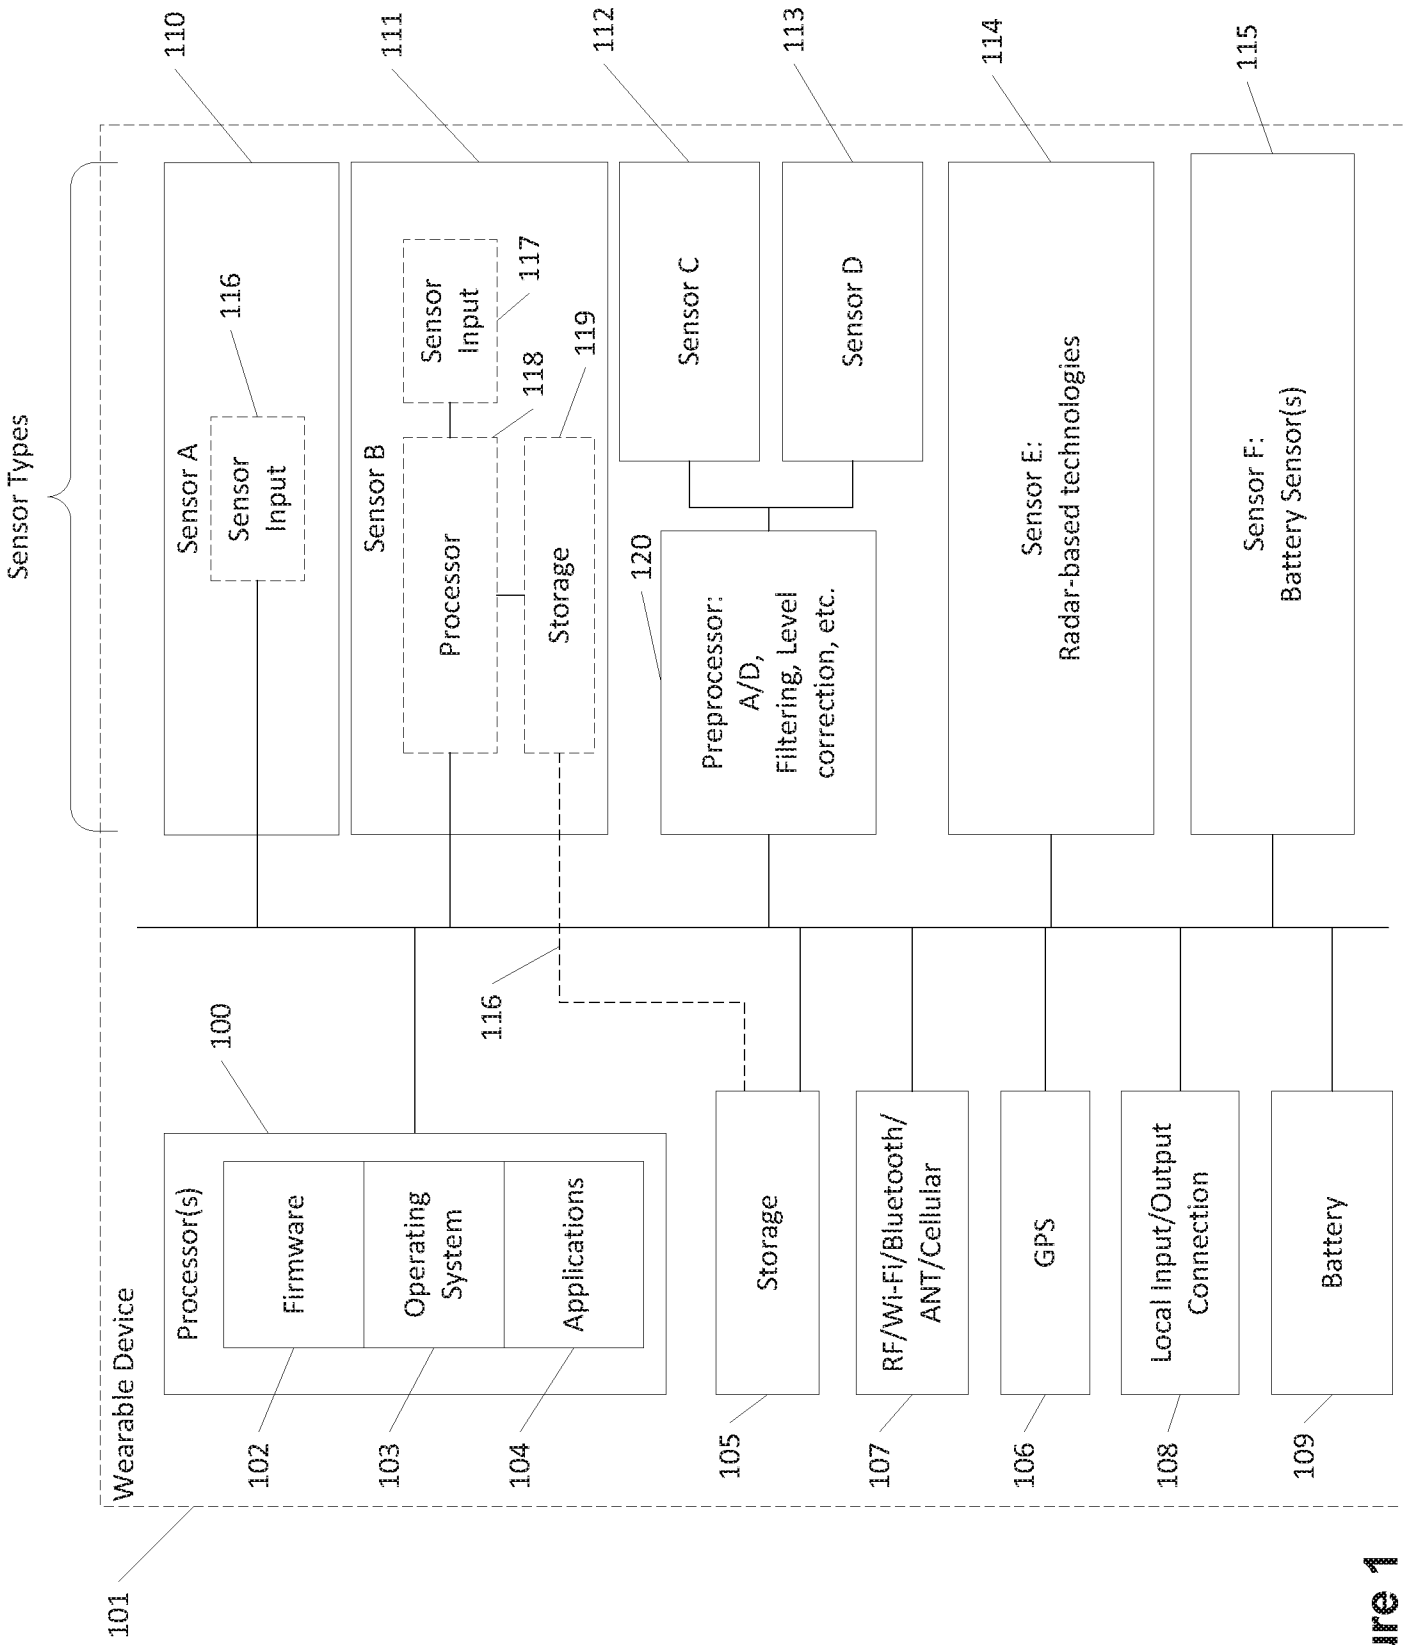 Sensor Types
110
111
112
113
114
115
Sensor A
116
Sensor
Input
Sensor B
Sensor
Input
117
Processor
118
Storage
119
Sensor C
Sensor D
120
Preprocessor:
A/D,
Filtering, Level
correction, etc.
Sensor E:
Radar-based technologies
Sensor F:
Battery Sensor(s)
116
Wearable Device
101
Processor(s)
100
Firmware
102
Operating
System
103
Applications
104
Storage
105
RF/Wi-Fi/Bluetooth/
ANT/Cellular
107
GPS
106
Local Input/Output
Connection
108
Battery
109
ure 1